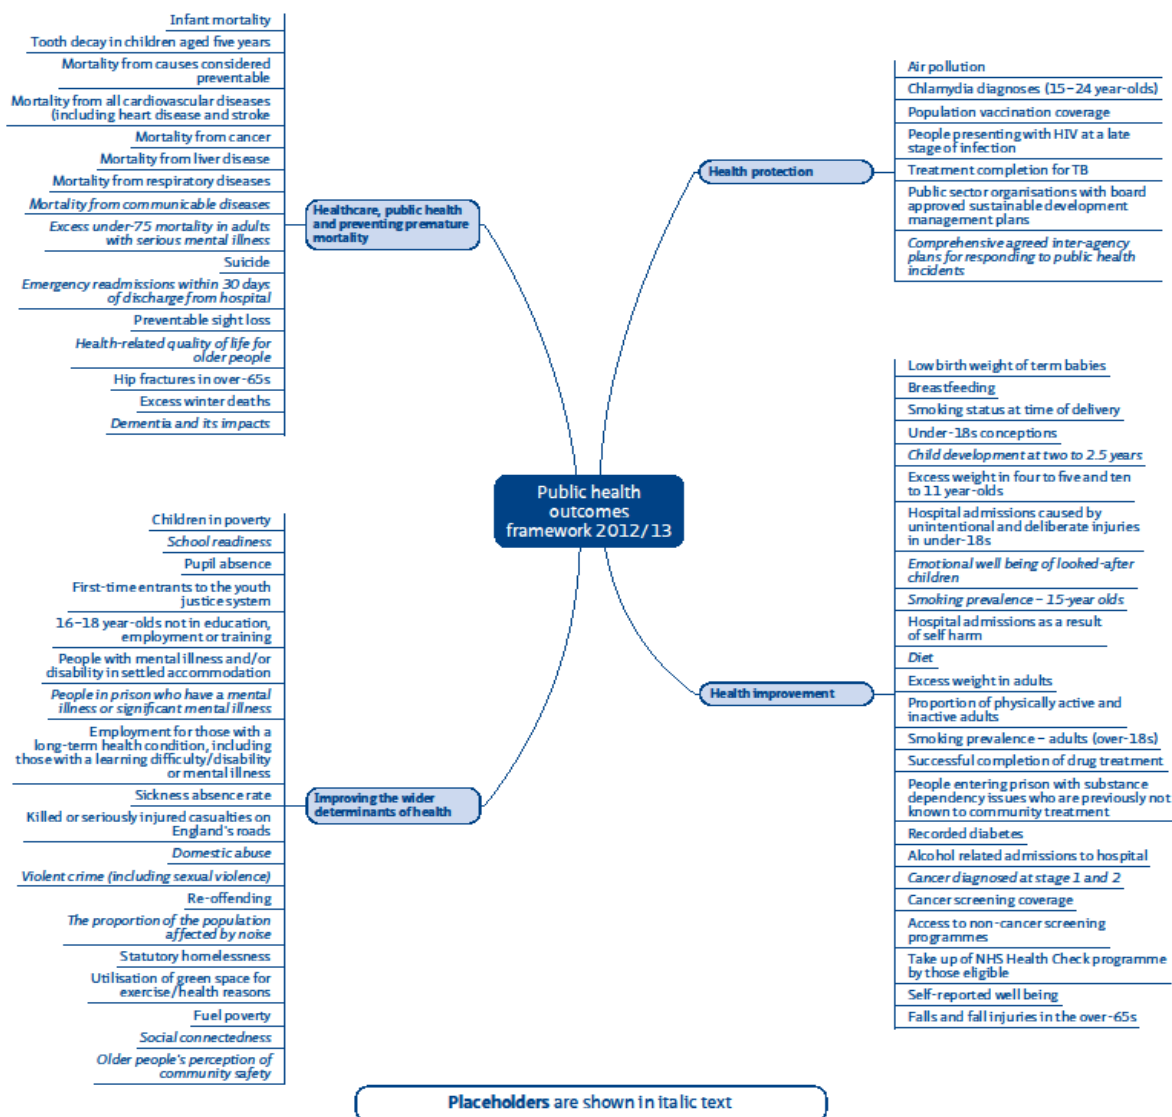 Infant mortality
Tooth decay in children aged five years
Mortality from causes considered
preventable
Mortality from all cardiovascular diseases
(including heart disease and stroke
Mortality from cancer
Mortality from liver disease
Mortality from respiratory diseases
Mortality from communicable diseases
Excess under-75 mortality in adults
with serious mental illness
Suicide
Emergency readmissions within 30 days
of discharge from hospital
Preventable sight loss
Health-related quality of life for
older people
Hip fractures in over-65s
Excess winter deaths
Dementia and its impacts
Healthcare, public health
and preventing premature
mortality
Air pollution
Chlamydia diagnoses (15–24 year-olds)
Population vaccination coverage
People presenting with HIV at a late
stage of infection
Treatment completion for TB
Public sector organisations with board
approved sustainable development
management plans
Comprehensive agreed inter-agency
plans for responding to public health
incidents
Health protection
Public health
outcomes
framework 2012/13
Children in poverty
School readiness
Pupil absence
First-time entrants to the youth
justice system
16–18 year-olds not in education,
employment or training
People with mental illness and/or
disability in settled accommodation
People in prison who have a mental
illness or significant mental illness
Employment for those with a
long-term health condition, including
those with a learning difficulty/disability
or mental illness
Sickness absence rate
Killed or seriously injured casualties on
England's roads
Domestic abuse
Violent crime (including sexual violence)
Re-offending
The proportion of the population
affected by noise
Statutory homelessness
Utilisation of green space for
exercise/health reasons
Fuel poverty
Social connectedness
Older people's perception of
community safety
Improving the wider
determinants of health
Low birth weight of term babies
Breastfeeding
Smoking status at time of delivery
Under-18s conceptions
Child development at two to 2.5 years
Excess weight in four to five and ten
to 11 year-olds
Hospital admissions caused by
unintentional and deliberate injuries
in under-18s
Emotional well being of looked-after
children
Smoking prevalence – 15-year olds
Hospital admissions as a result
of self harm
Diet
Excess weight in adults
Proportion of physically active and
inactive adults
Smoking prevalence – adults (over-18s)
Successful completion of drug treatment
People entering prison with substance
dependency issues who are previously not
known to community treatment
Recorded diabetes
Alcohol related admissions to hospital
Cancer diagnosed at stage 1 and 2
Cancer screening coverage
Access to non-cancer screening
programmes
Take up of NHS Health Check programme
by those eligible
Self-reported well being
Falls and fall injuries in the over-65s
Health improvement
Placeholders are shown in italic text